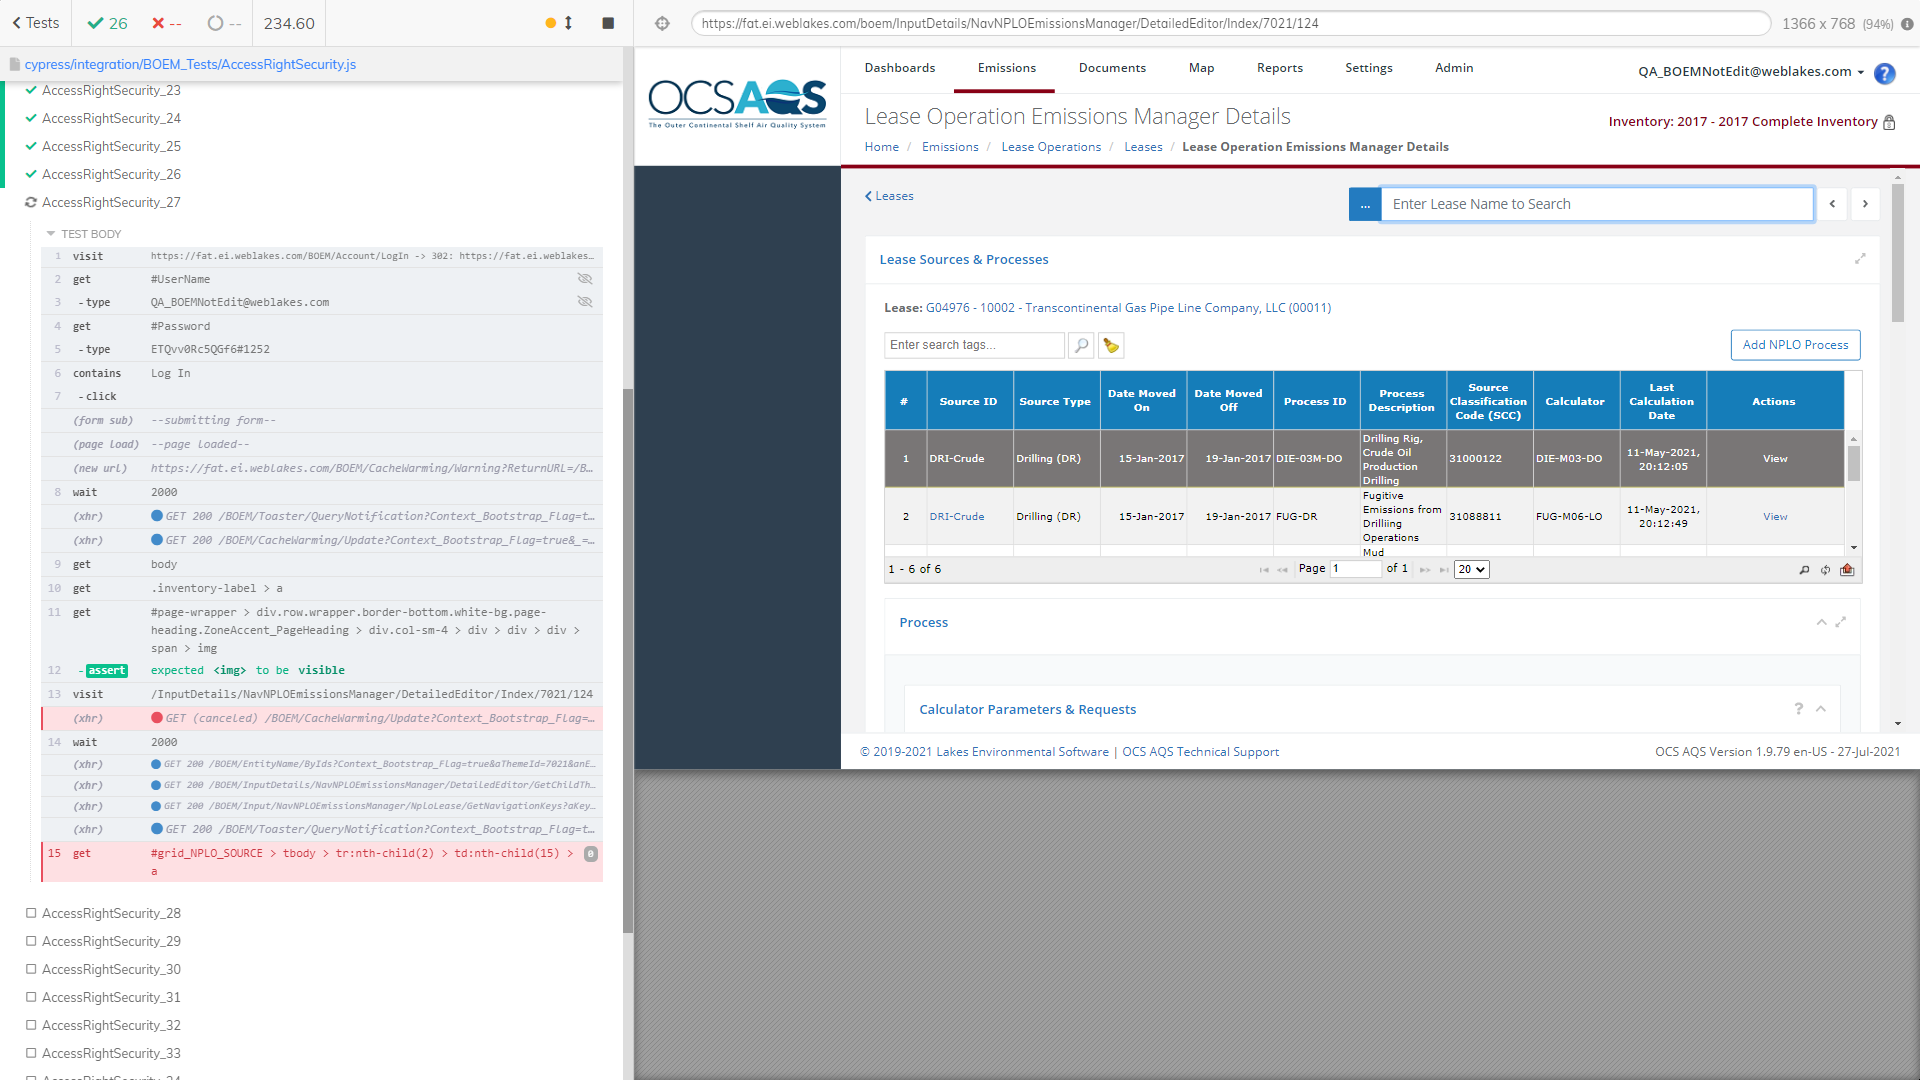 Tests
26
--
--
234.60
cypress/integration/BOEM_Tests/AccessRightSecurity.js
AccessRightSecurity_23
AccessRightSecurity_24
AccessRightSecurity_25
AccessRightSecurity_26
AccessRightSecurity_27
TEST BODY
1 visit https://fat.ei.weblakes.com/BOEM/Account/LogIn -> 302: https://fat.ei.weblakes…
2 get #UserName
3 -type QA_BOEMNotEdit@weblakes.com
4 get #Password
5 -type ETQvv0Rc5QGf6#1252
6 contains Log In
7 -click
(form sub) --submitting form--
(page load) --page loaded--
(new url) https://fat.ei.weblakes.com/BOEM/CacheWarming/Warning?ReturnURL=/B…
8 wait 2000
(xhr) GET 200 /BOEM/Toaster/QueryNotification?Context_Bootstrap_Flag=t…
(xhr) GET 200 /BOEM/CacheWarming/Update?Context_Bootstrap_Flag=true&_=…
9 get body
10 get .inventory-label > a
11 get #page-wrapper > div.row.wrapper.border-bottom.white-bg.page-
heading.ZoneAccent_PageHeading > div.col-sm-4 > div > div > div >
span > img
12 -assert expected <img> to be visible
13 visit /InputDetails/NavNPLOEmissionsManager/DetailedEditor/Index/7021/124
(xhr) GET (canceled) /BOEM/CacheWarming/Update?Context_Bootstrap_Flag=…
14 wait 2000
(xhr) GET 200 /BOEM/EntityName/ByIds?Context_Bootstrap_Flag=true&aThemeId=7021&anE…
(xhr) GET 200 /BOEM/InputDetails/NavNPLOEmissionsManager/DetailedEditor/GetChildTh…
(xhr) GET 200 /BOEM/Input/NavNPLOEmissionsManager/NploLease/GetNavigationKeys?aKey…
(xhr) GET 200 /BOEM/Toaster/QueryNotification?Context_Bootstrap_Flag=t…
15 get #grid_NPLO_SOURCE > tbody > tr:nth-child(2) > td:nth-child(15) > 0
a
AccessRightSecurity_28
AccessRightSecurity_29
AccessRightSecurity_30
AccessRightSecurity_31
AccessRightSecurity_32
AccessRightSecurity_33
https://fat.ei.weblakes.com/boem/InputDetails/NavNPLOEmissionsManager/DetailedEditor/Index/7021/124
1366 x 768 (94%)
OCSAQS
The Outer Continental Shelf Air Quality System
Dashboards Emissions Documents Map Reports Settings Admin
QA_BOEMNotEdit@weblakes.com ?
Lease Operation Emissions Manager Details
Inventory: 2017 - 2017 Complete Inventory
Home / Emissions / Lease Operations / Leases / Lease Operation Emissions Manager Details
Leases
... Enter Lease Name to Search
Lease Sources & Processes
Lease: G04976 - 10002 - Transcontinental Gas Pipe Line Company, LLC (00011)
Enter search tags...
Add NPLO Process
# Source ID Source Type Date Moved On Date Moved Off Process ID Process Description Source Classification Code (SCC) Calculator Last Calculation Date Actions
1 DRI-Crude Drilling (DR) 15-Jan-2017 19-Jan-2017 DIE-03M-DO Drilling Rig, Crude Oil Production Drilling 31000122 DIE-M03-DO 11-May-2021, 20:12:05 View
2 DRI-Crude Drilling (DR) 15-Jan-2017 19-Jan-2017 FUG-DR Fugitive Emissions from Drilliing Operations 31088811 FUG-M06-LO 11-May-2021, 20:12:49 View
Mud
1 - 6 of 6
Page 1 of 1
20
Process
Calculator Parameters & Requests
?
© 2019-2021 Lakes Environmental Software | OCS AQS Technical Support
OCS AQS Version 1.9.79 en-US - 27-Jul-2021